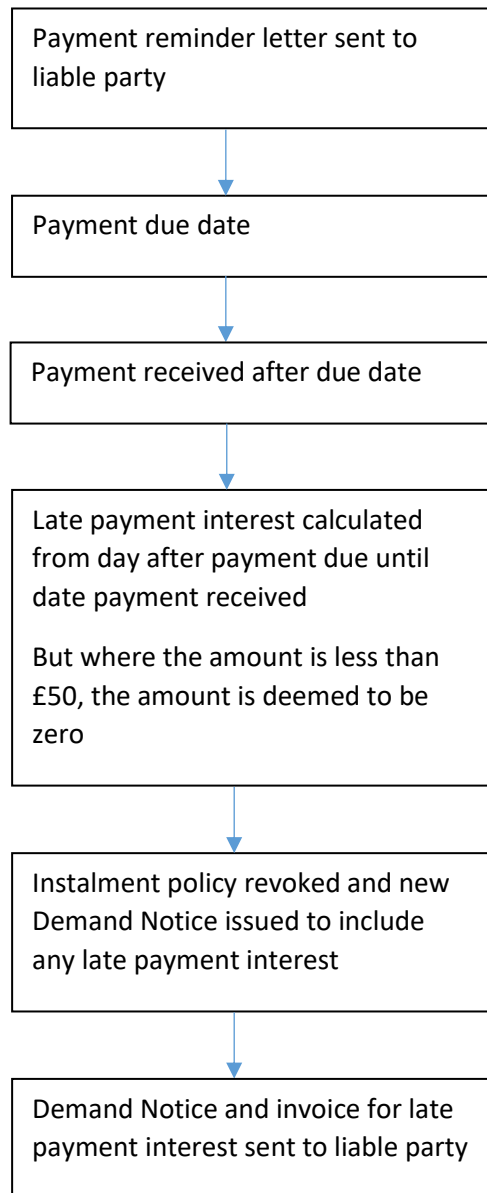 Payment reminder letter sent to
liable party
Payment due date
Payment received after due date
Late payment interest calculated
from day after payment due until
date payment received
But where the amount is less than
£50, the amount is deemed to be
zero
Instalment policy revoked and new
Demand Notice issued to include
any late payment interest
Demand Notice and invoice for late
payment interest sent to liable party